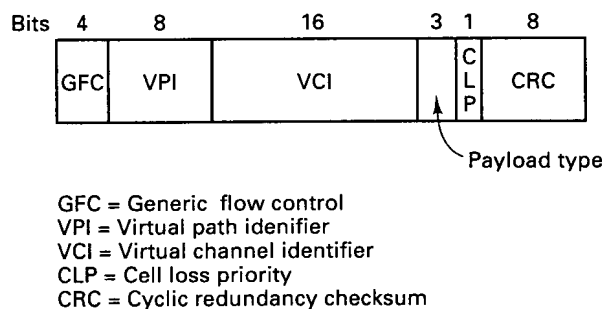 Bits 4 8 16 3 1 8
GFC VPI VCI CLP CRC
Payload type
GFC = Generic flow control
VPI = Virtual path idenifier
VCI = Virtual channel identifier
CLP = Cell loss priority
CRC = Cyclic redundancy checksum